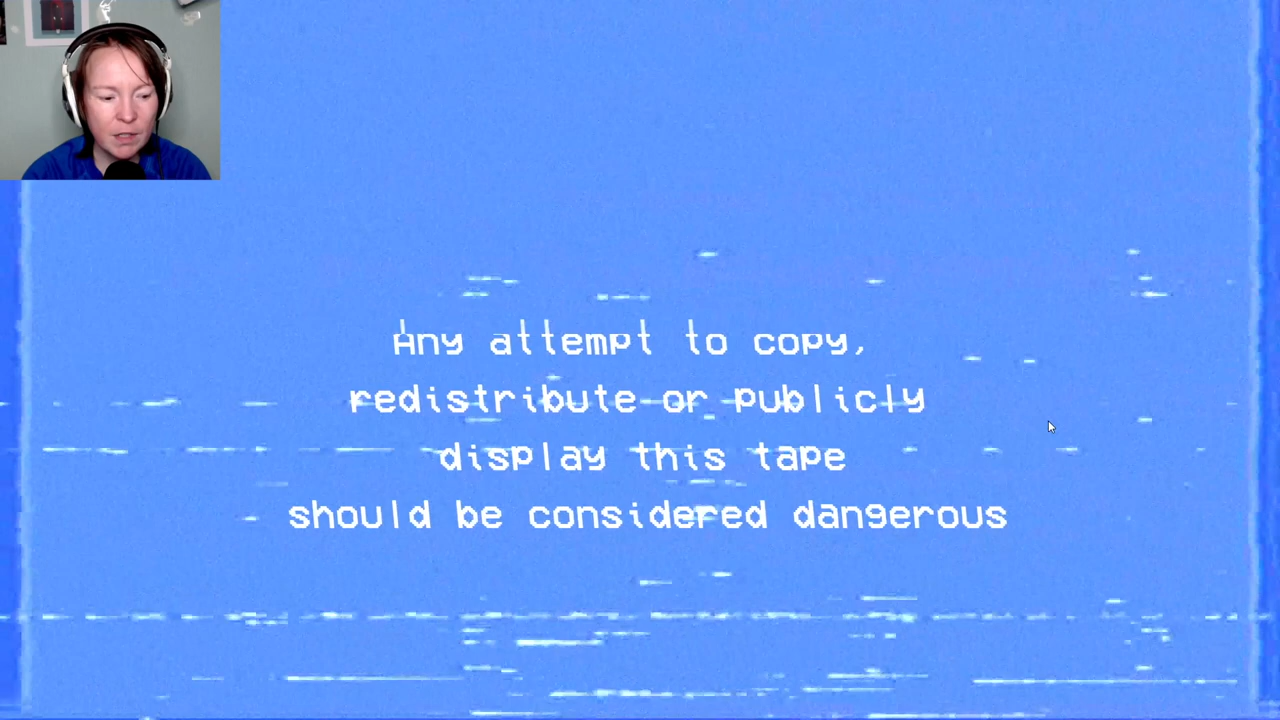 Any attempt to copy,
redistribute or publicly
display this tape
should be considered dangerous